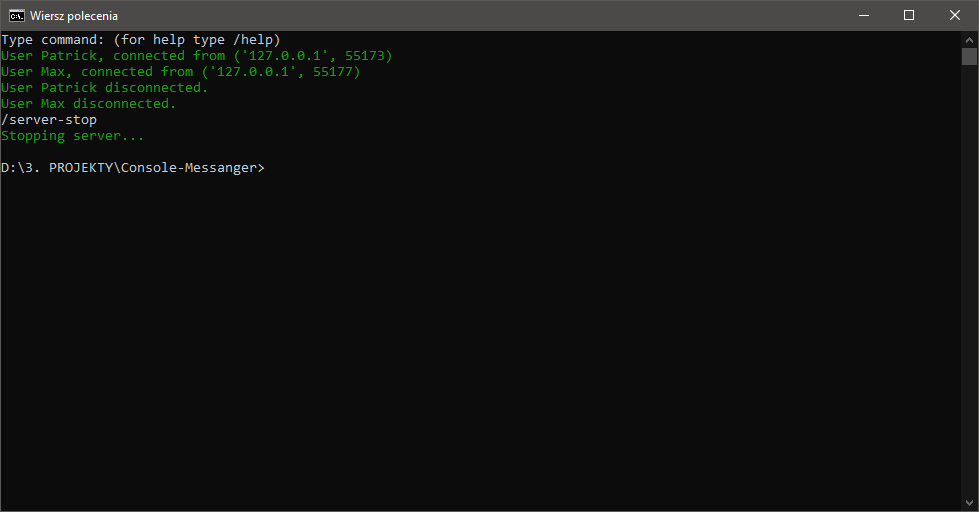 Wiersz polecenia
Type command: (for help type /help)
User Patrick, connected from ('127.0.0.1', 55173)
User Max, connected from ('127.0.0.1', 55177)
User Patrick disconnected.
User Max disconnected.
/server-stop
Stopping server...
D:\3. PROJEKTY\Console-Messanger>